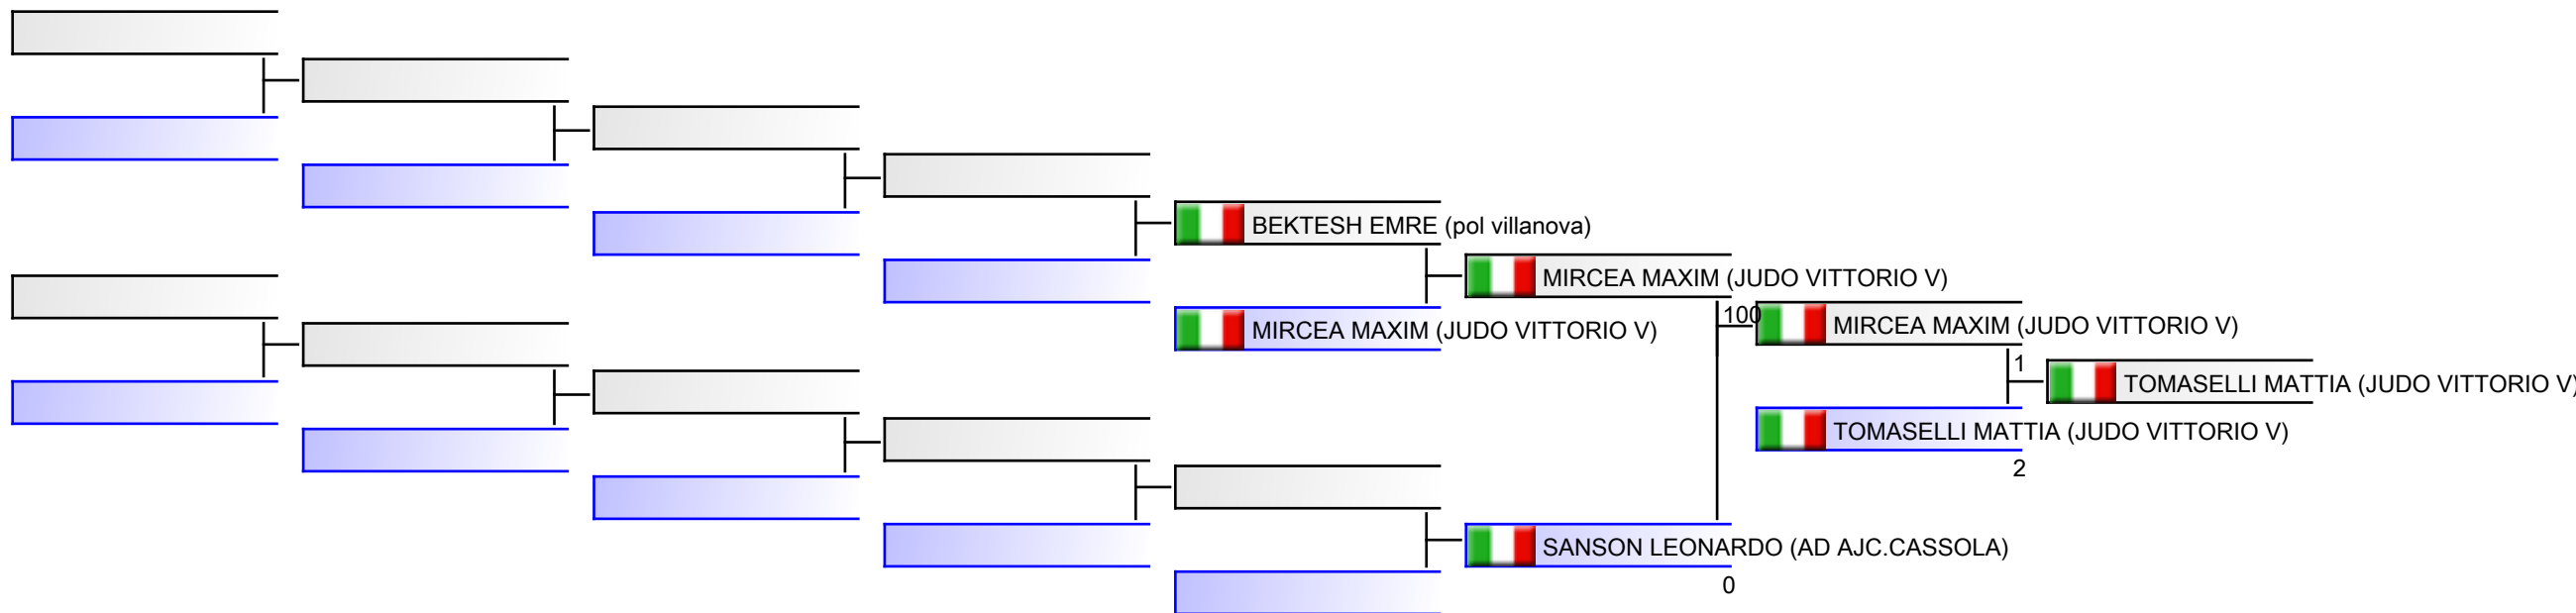 BEKTESH EMRE (pol villanova)
MIRCEA MAXIM (JUDO VITTORIO V)
100
MIRCEA MAXIM (JUDO VITTORIO V)
MIRCEA MAXIM (JUDO VITTORIO V)
1
TOMASELLI MATTIA (JUDO VITTORIO V)
TOMASELLI MATTIA (JUDO VITTORIO V)
2
SANSON LEONARDO (AD AJC.CASSOLA)
0